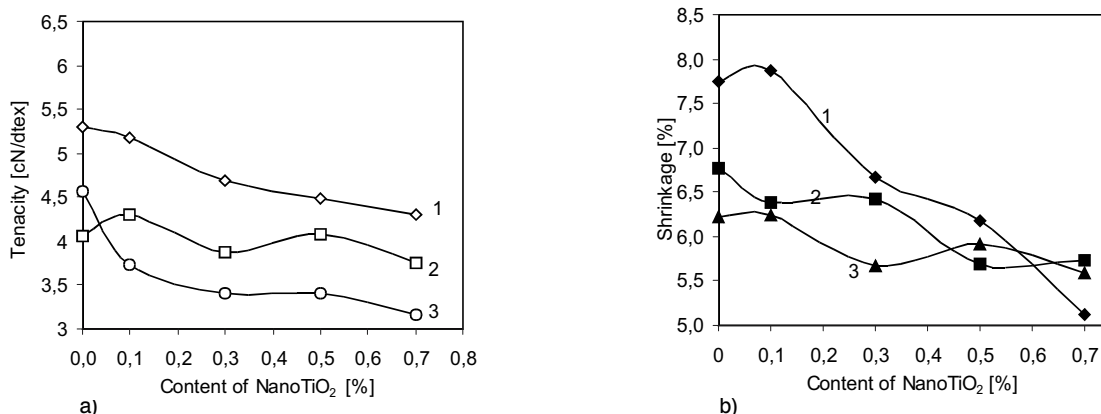 6,5
6
5,5
5
4,5
4
3,5
3
Tenacity [cN/dtex]
1
2
3
0,0 0,1 0,2 0,3 0,4 0,5 0,6 0,7 0,8
Content of NanoTiO2 [%]
a)
8,5
8,0
7,5
7,0
6,5
6,0
5,5
5,0
Shrinkage [%]
1
2
3
0 0,1 0,2 0,3 0,4 0,5 0,6 0,7
Content of NanoTiO2 [%]
b)